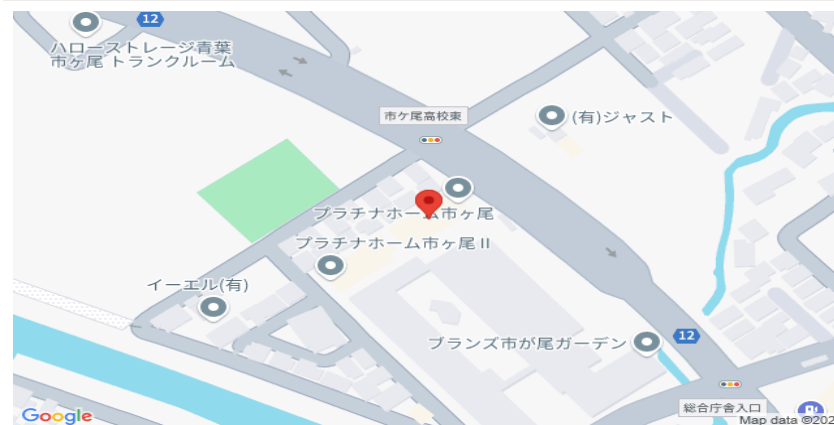 12
ハローストレージ青葉
市ヶ尾トランクルーム
市ケ尾高校東
(有)ジャスト
プラチナホーム市ヶ尾
プラチナホーム市ヶ尾 II
イーエル(有)
ブランズ市が尾ガーデン
12
総合庁舎入口
Google
Map data ©202